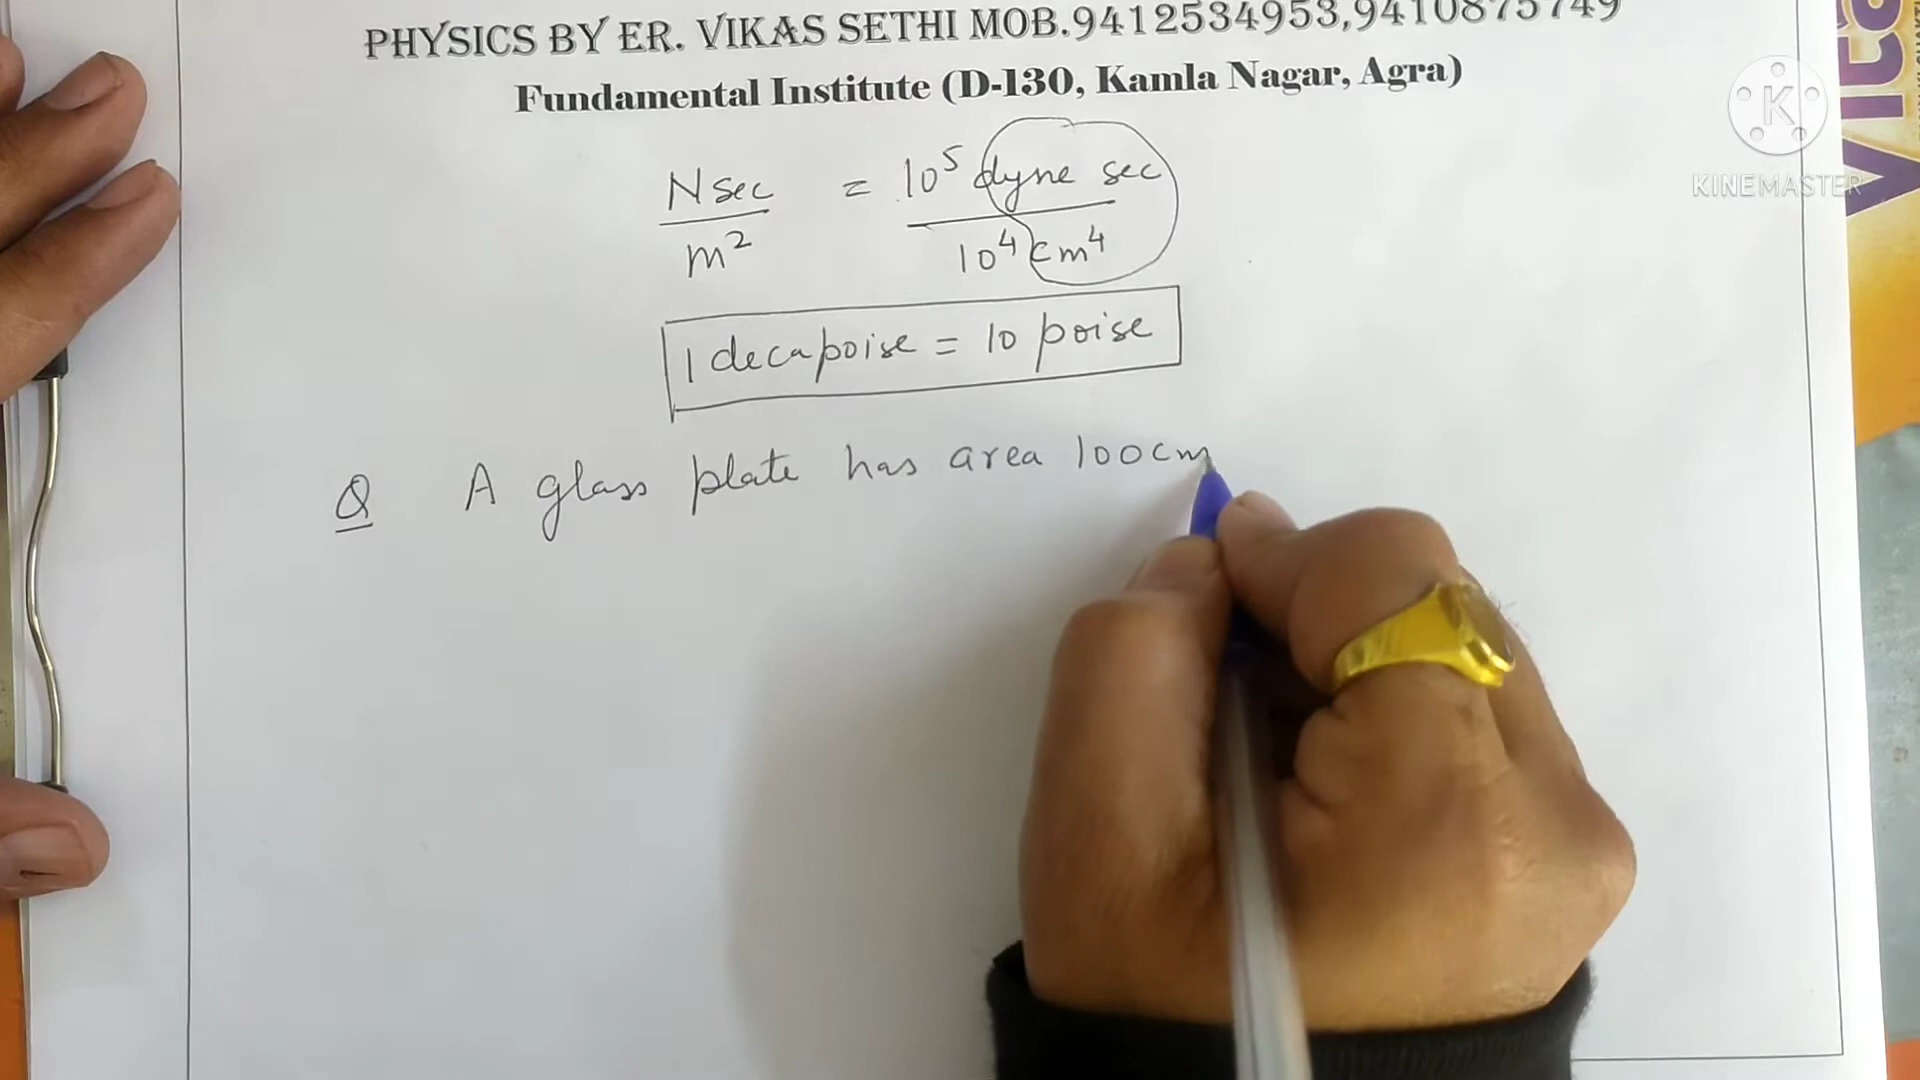 PHYSICS BY ER. VIKAS SETHI MOB.9412534953,9410875749
Fundamental Institute (D-130, Kamla Nagar, Agra)
KINEMASTER
N sec / m² = 10⁵ dyne sec / 10⁴ cm⁴
1 decapoise = 10 poise
Q A glass plate has area 100cm